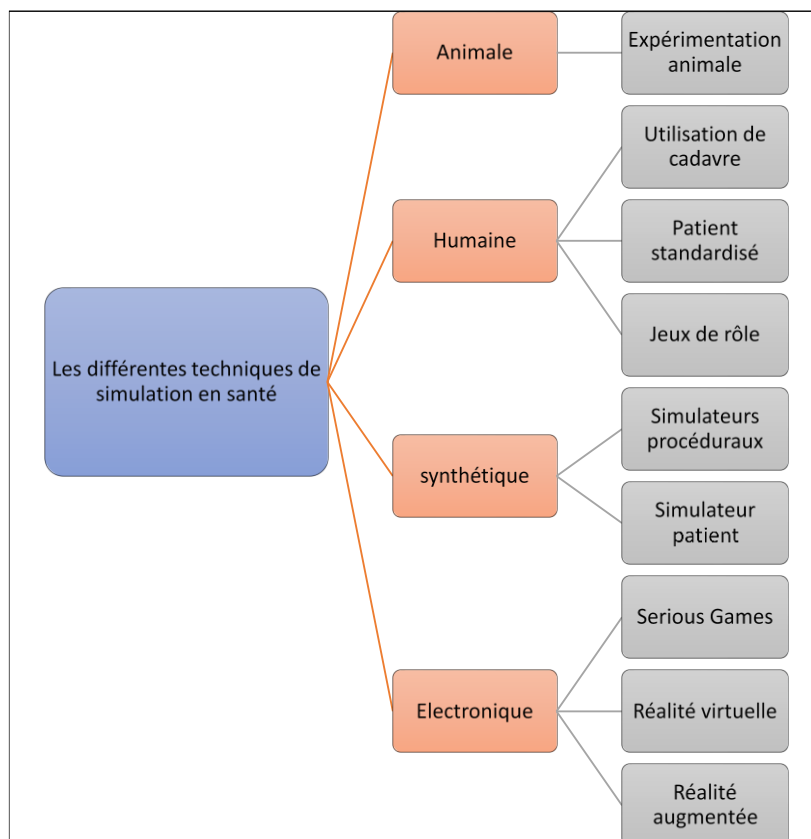 Les différentes techniques de
simulation en santé
Animale
Expérimentation
animale
Humaine
Utilisation de
cadavre
Patient
standardisé
Jeux de rôle
synthétique
Simulateurs
procéduraux
Simulateur
patient
Electronique
Serious Games
Réalité virtuelle
Réalité
augmentée